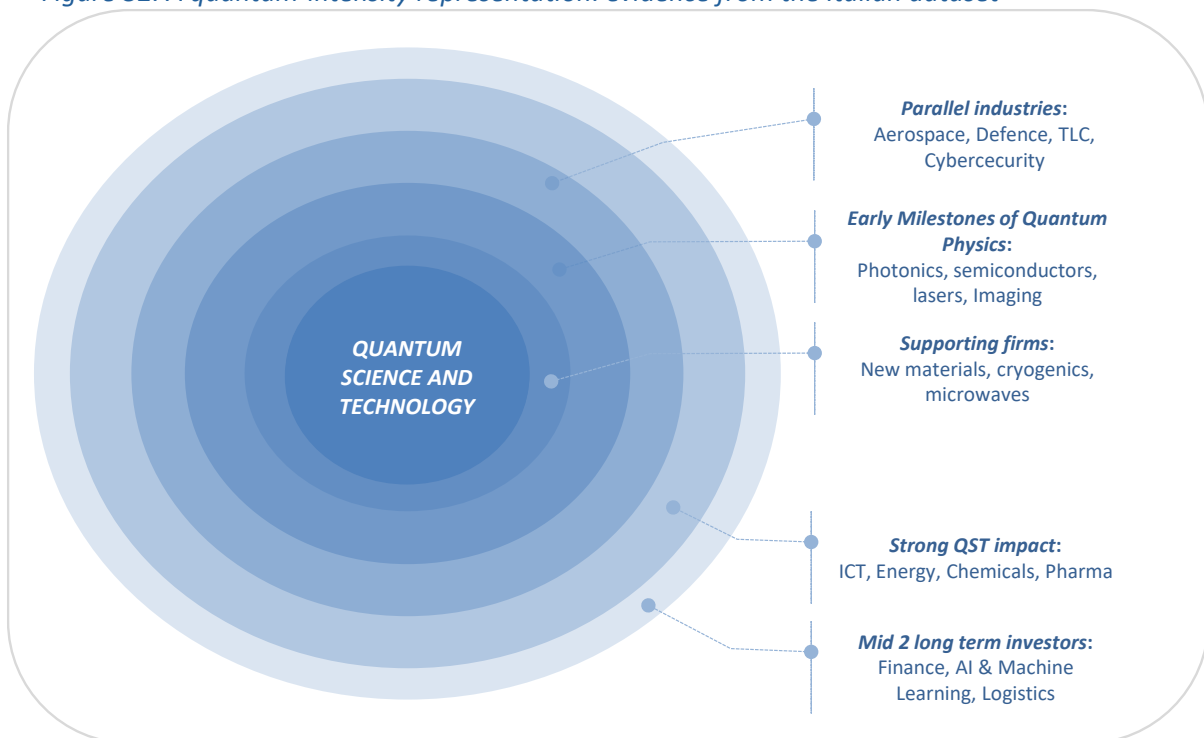 QUANTUM
SCIENCE AND
TECHNOLOGY
Parallel industries:
Aerospace, Defence, TLC,
Cybercecurity
Early Milestones of Quantum
Physics:
Photonics, semiconductors,
lasers, Imaging
Supporting firms:
New materials, cryogenics,
microwaves
Strong QST impact:
ICT, Energy, Chemicals, Pharma
Mid 2 long term investors:
Finance, AI & Machine
Learning, Logistics